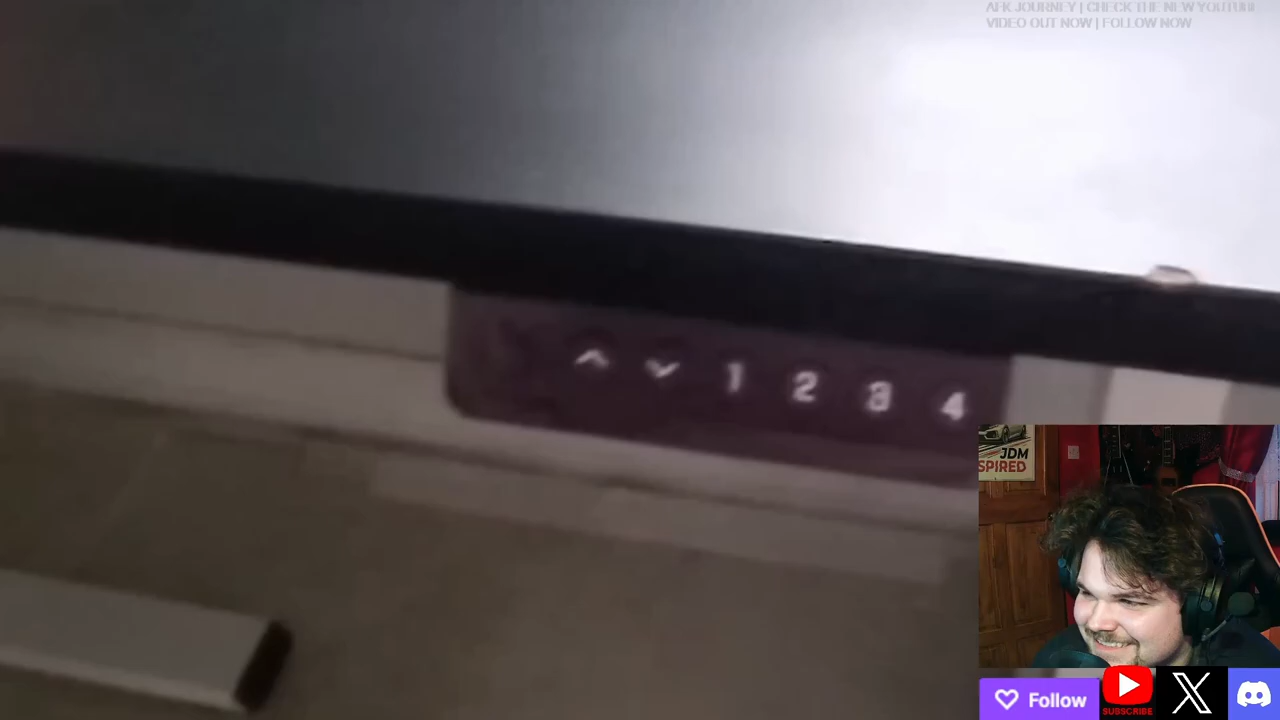 AFK JOURNEY | CHECK THE NEW YOUTUBE
VIDEO OUT NOW | FOLLOW NOW
1 2 3 4
JDM
SPIRED
Follow
SUBSCRIBE